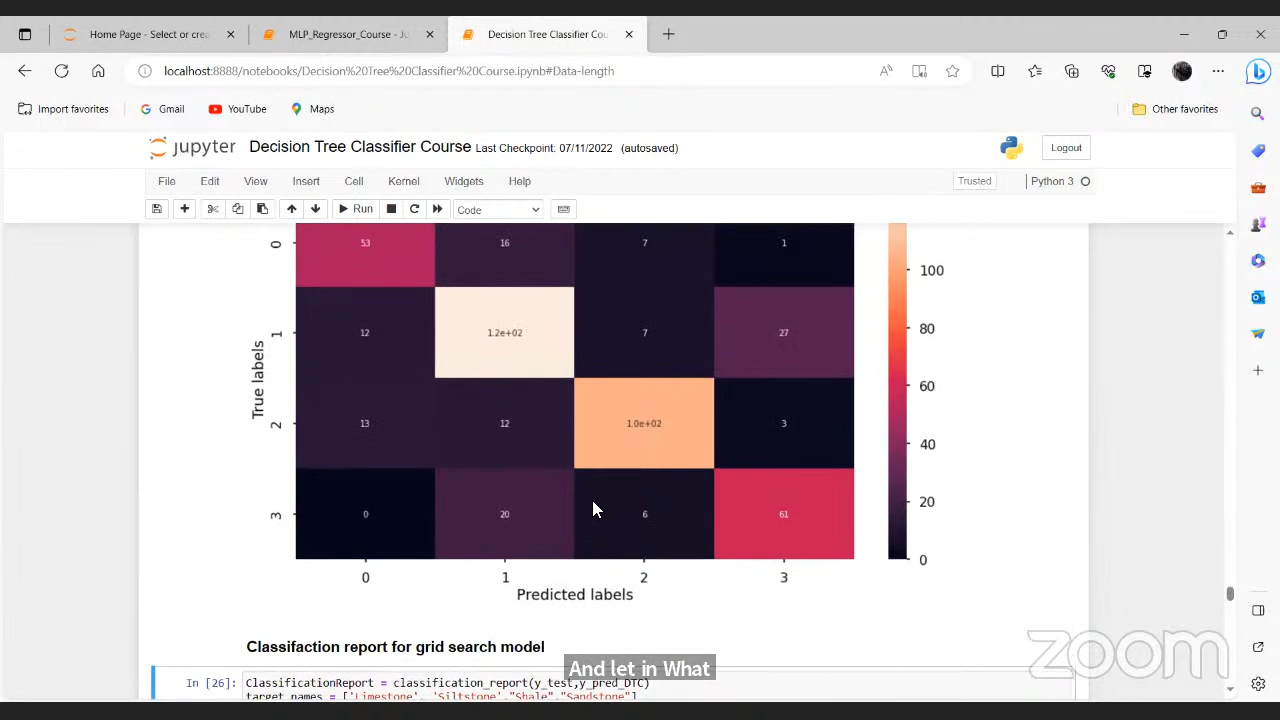 Home Page - Select or crea
MLP_Regressor_Course - Ju
Decision Tree Classifier Cou
localhost:8888/notebooks/Decision%20Tree%20Classifier%20Course.ipynb#Data-length
Import favorites
Gmail
YouTube
Maps
Other favorites
jupyter
Decision Tree Classifier Course Last Checkpoint: 07/11/2022 (autosaved)
Logout
File Edit View Insert Cell Kernel Widgets Help
Trusted
Python 3
Run
Code
0 53 16 7 1
100
1 12 1.2e+02 7 27
80
True labels
60
2 13 12 1.0e+02 3
40
20
3 0 20 6 61
0
0 1 2 3
Predicted labels
Classifaction report for grid search model
zoom
And let in What
In [26]: ClassificationReport = classification_report(y_test,y_pred_DTC)
target_names = ['Limestone', 'Siltstone',"Shale","Sandstone"]